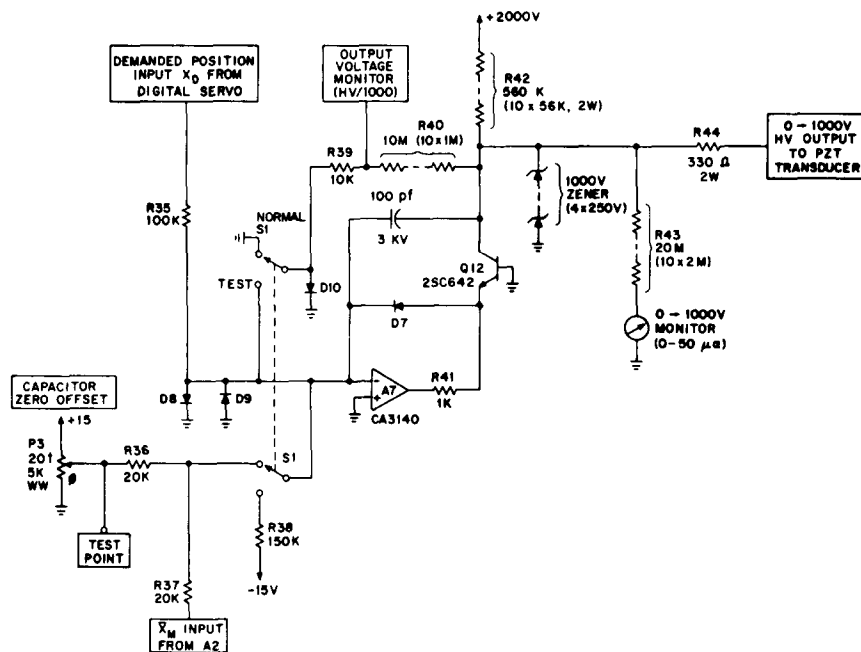 +2000V
DEMANDED POSITION
INPUT X_D FROM
DIGITAL SERVO
OUTPUT
VOLTAGE
MONITOR
(HV/1000)
R42
560 K
(10 x 56K, 2W)
R40
10M (10x1M)
R39
10K
R44
330 Ω
2W
0→1000V
HV OUTPUT
TO PZT
TRANSDUCER
1000V
ZENER
(4x250V)
100 pf
3 KV
R35
100K
NORMAL
S1
TEST
D10
Q12
2SC642
R43
20M
(10 x 2M)
D7
0→1000V
MONITOR
(0-50 μa)
D8
D9
-
+
A7
CA3140
R41
1K
CAPACITOR
ZERO OFFSET
+15
P3
20T
5K
WW
R36
20K
S1
TEST
POINT
R38
150K
-15V
R37
20K
X̄_M INPUT
FROM A2